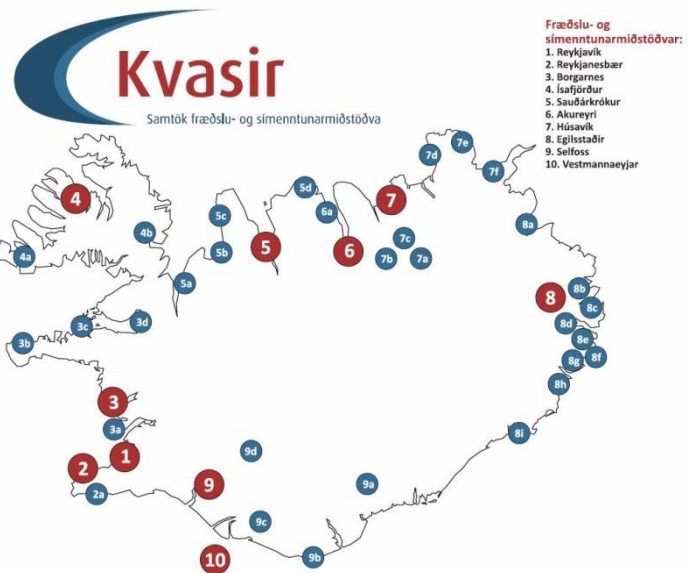 Kvasir
Samtök fræðslu- og símenntunarmiðstöðva
Fræðslu- og
símenntunarmiðstöðvar:
1. Reykjavík
2. Reykjanesbær
3. Borgarnes
4. Ísafjörður
5. Sauðárkrókur
6. Akureyri
7. Húsavík
8. Egilsstaðir
9. Selfoss
10. Vestmannaeyjar
7e
7d
7f
5d
4
7
5c
6a
8a
4b
7c
5
6
5b
4a
7b
7a
5a
8b
8
8c
3c
3d
8d
3b
8e
8g
8f
8h
3
3a
8i
9d
1
2
9
9a
2a
9c
10
9b